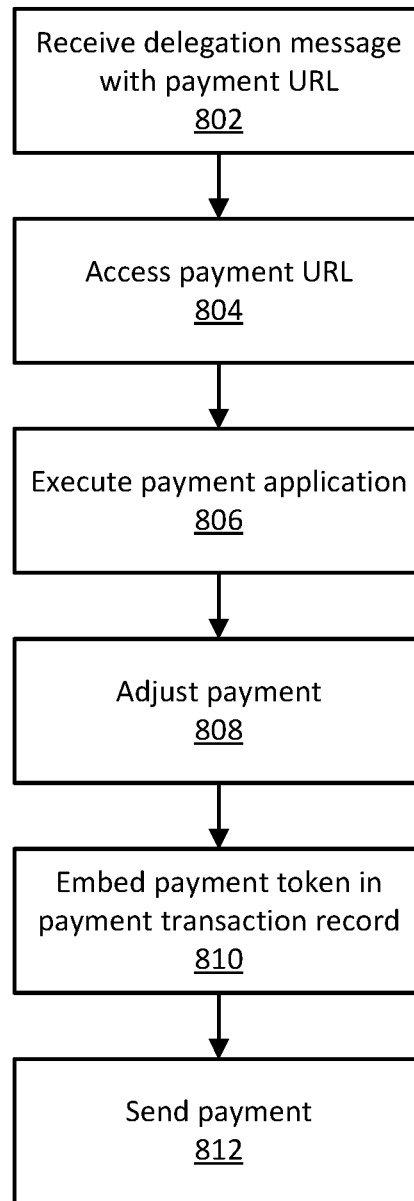 Receive delegation message
with payment URL
802
Access payment URL
804
Execute payment application
806
Adjust payment
808
Embed payment token in
payment transaction record
810
Send payment
812